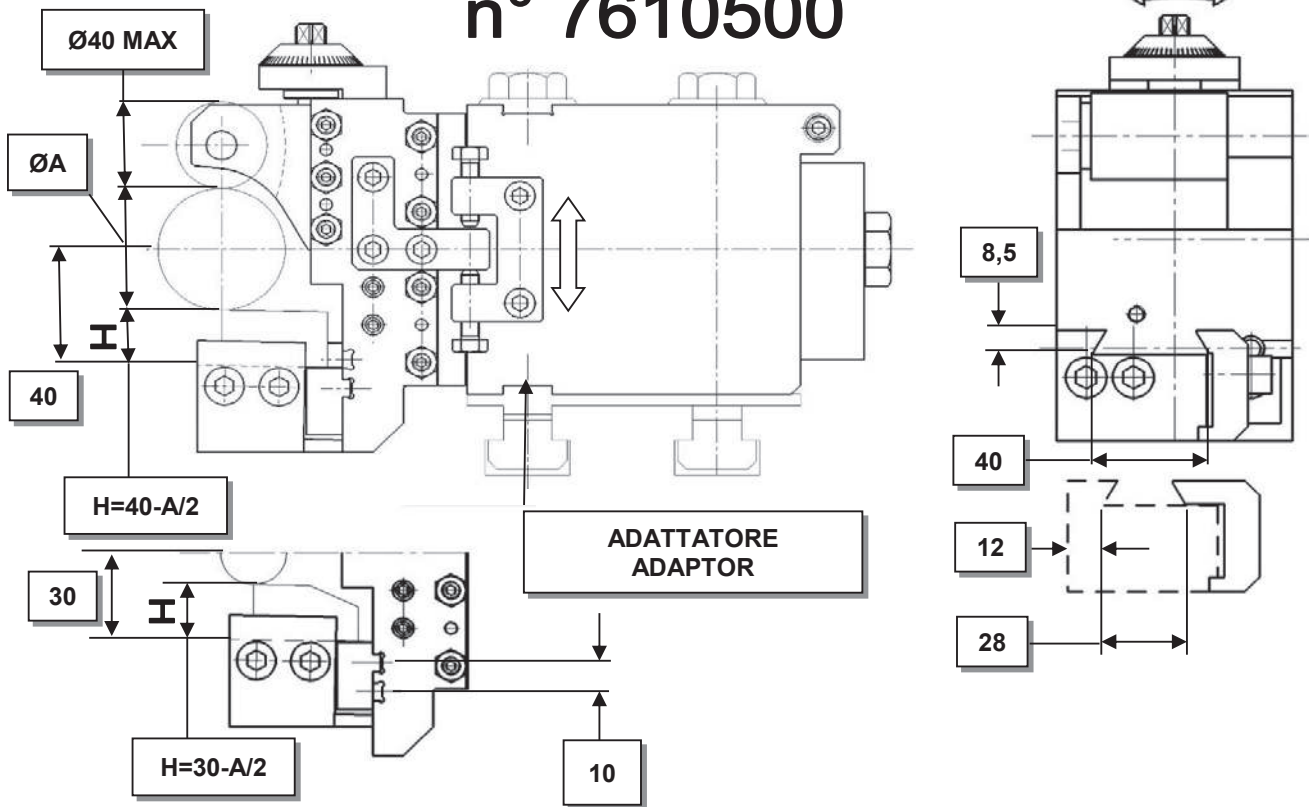 n° 7610500
Ø40 MAX
ØA
H
40
H=40-A/2
ADATTATORE
ADAPTOR
30
H
H=30-A/2
10
8,5
40
12
28